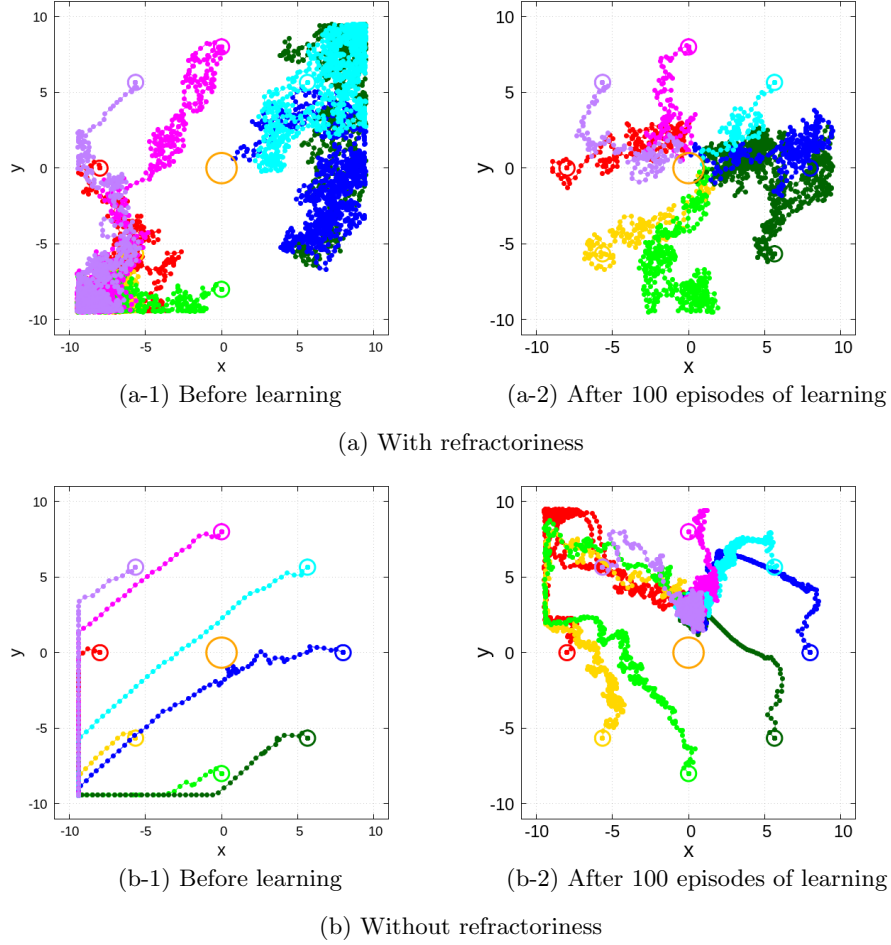 10
5
0
-5
-10
y
-10 -5 0 5 10
x
(a-1) Before learning
10
5
0
-5
-10
y
-10 -5 0 5 10
x
(a-2) After 100 episodes of learning
(a) With refractoriness
10
5
0
-5
-10
y
-10 -5 0 5 10
x
(b-1) Before learning
10
5
0
-5
-10
y
-10 -5 0 5 10
x
(b-2) After 100 episodes of learning
(b) Without refractoriness